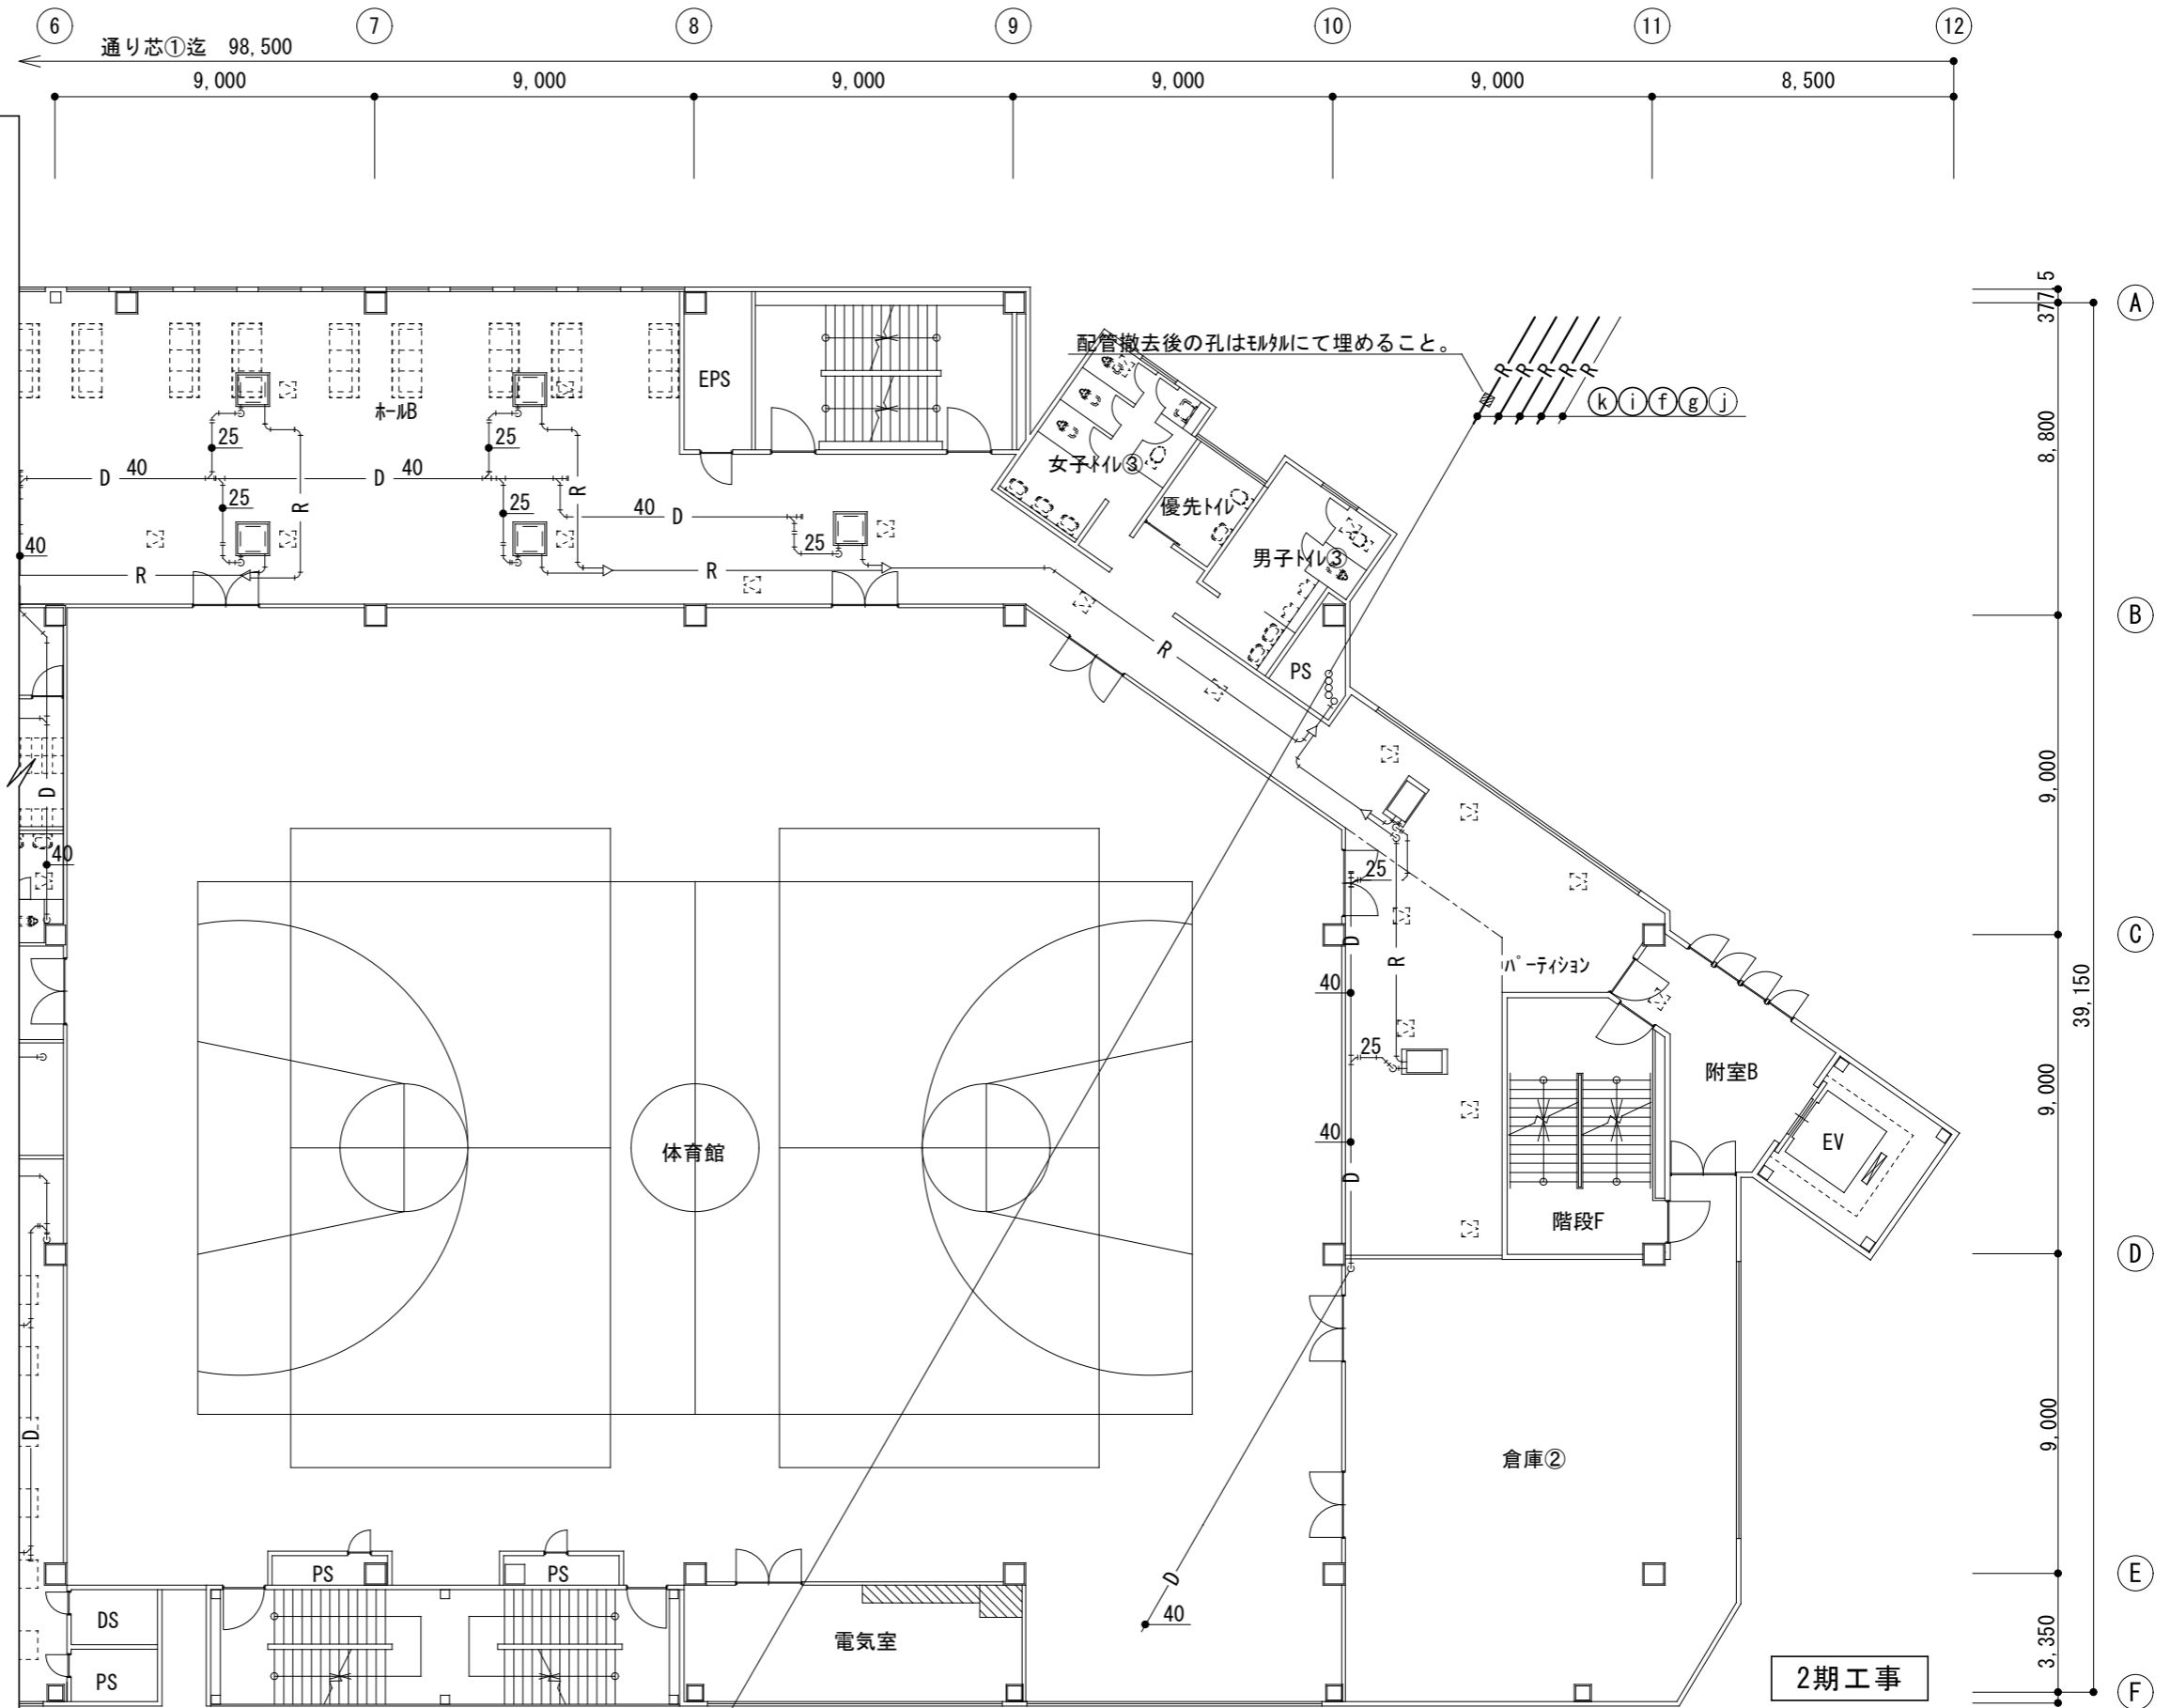 6 7 8 9 10 11 12
通り芯①迄 98,500
9,000 9,000 9,000 9,000 9,000 8,500
377.5
A
配管撤去後の孔はモルタルにて埋めること。
R R R R R
k i f g j
EPS
ホールB
8,800
25 25
女子トイレ③
D 40 D 40
優先トイレ
R R
25 25
40 D
男子トイレ③
40
25
R R
B
R
PS
9,000
D
40
25
D
C
R
パーティション
40
39,150
25
附室B
9,000
EV
40
体育館
D
階段F
D
9,000
D
倉庫②
PS PS
D
E
DS
40
電気室
3,350
PS
2期工事
F